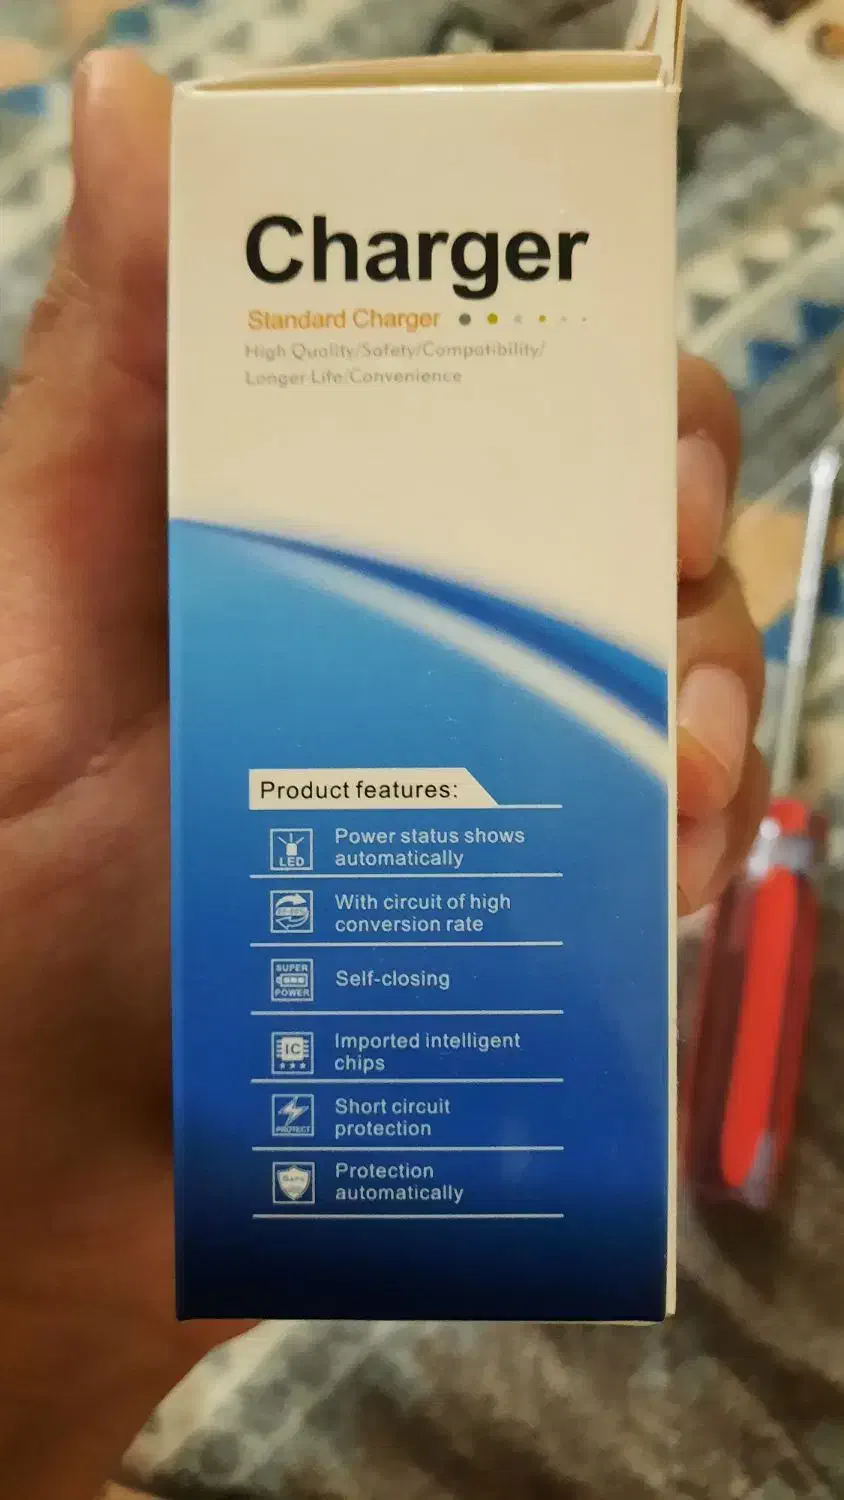 Charger
Standard Charger
High Quality/Safety/Compatibility/
Longer Life/Convenience
Product features:
LED
Power status shows
automatically
With circuit of high
conversion rate
SUPER
POWER
Self-closing
IC
Imported intelligent
chips
PROTECT
Short circuit
protection
Protection
automatically